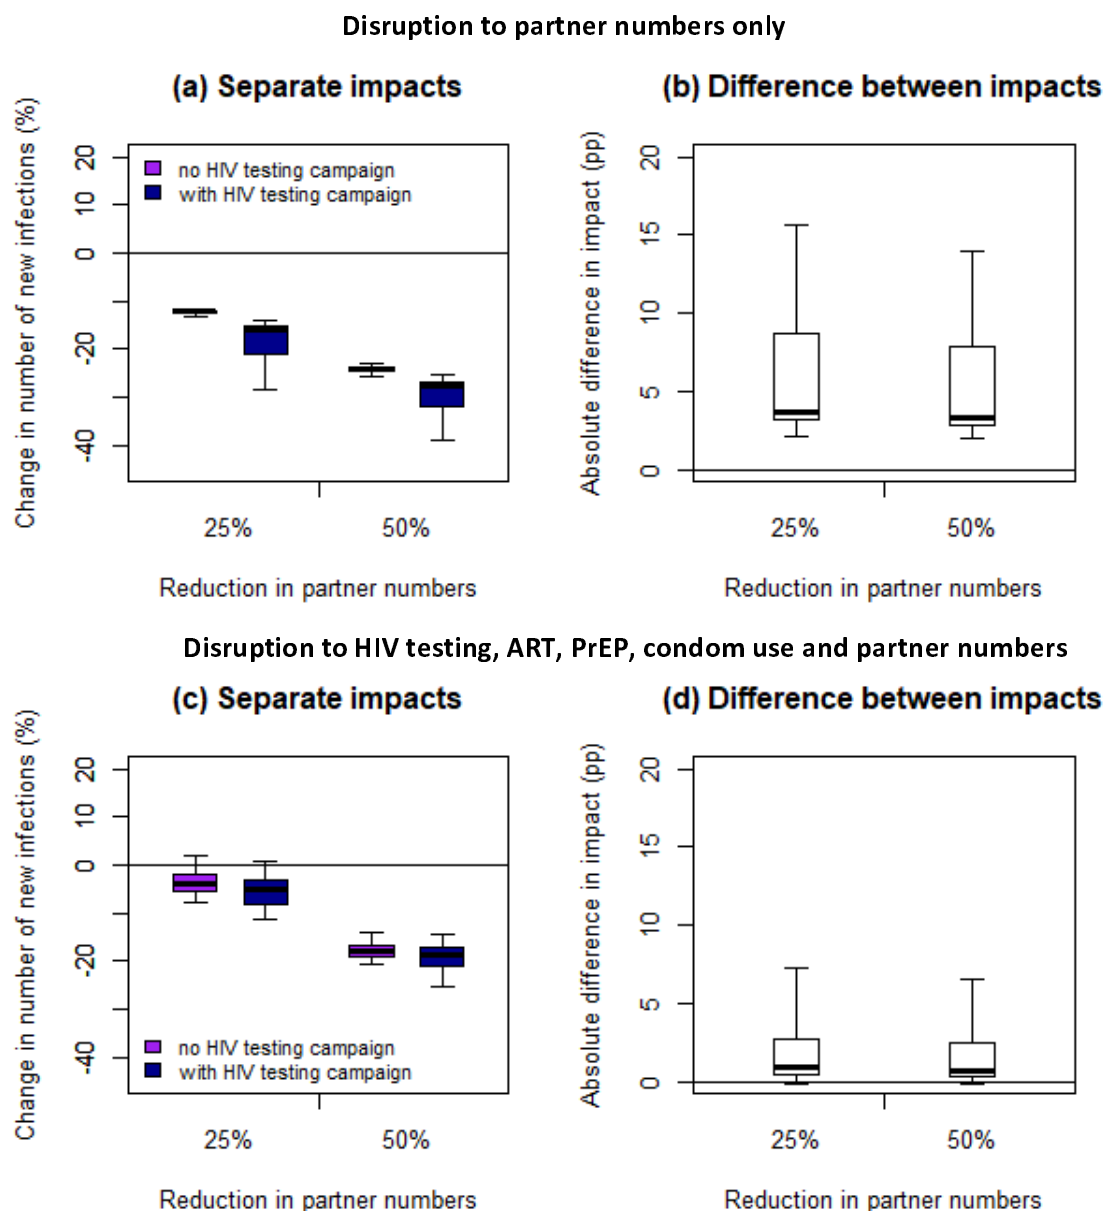 Disruption to partner numbers only
(a) Separate impacts
Change in number of new infections (%)
20
10
0
-20
-40
no HIV testing campaign
with HIV testing campaign
25%
50%
Reduction in partner numbers
(b) Difference between impacts
Absolute difference in impact (pp)
20
15
10
5
0
25%
50%
Reduction in partner numbers
Disruption to HIV testing, ART, PrEP, condom use and partner numbers
(c) Separate impacts
Change in number of new infections (%)
20
10
0
-20
-40
no HIV testing campaign
with HIV testing campaign
25%
50%
Reduction in partner numbers
(d) Difference between impacts
Absolute difference in impact (pp)
20
15
10
5
0
25%
50%
Reduction in partner numbers